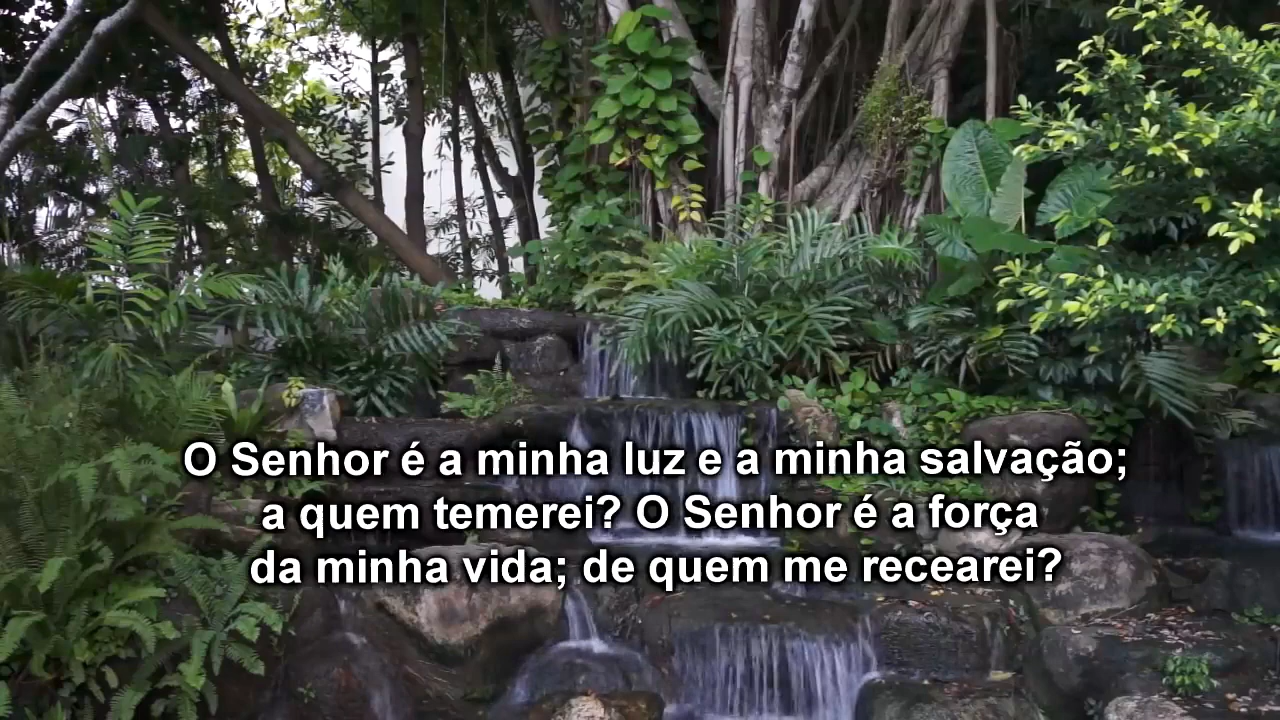 O Senhor é a minha luz e a minha salvação;
a quem temerei? O Senhor é a força
da minha vida; de quem me recearei?